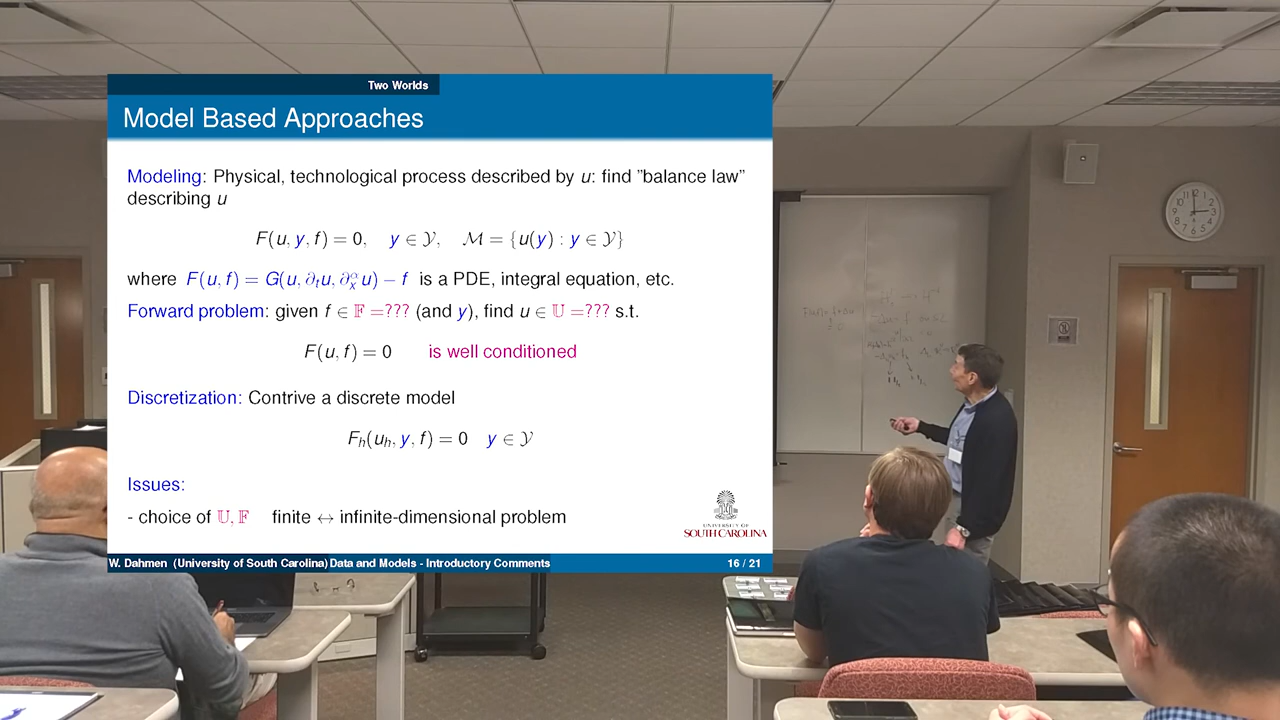 Two Worlds
Model Based Approaches
Modeling: Physical, technological process described by u: find ”balance law”
describing u
F(u, y, f) = 0, y ∈ 𝒴, ℳ = {u(y) : y ∈ 𝒴}
where F(u, f) = G(u, ∂ₜu, ∂ₓᵅu) − f is a PDE, integral equation, etc.
Forward problem: given f ∈ 𝔽 =??? (and y), find u ∈ 𝕌 =??? s.t.
F(u, f) = 0 is well conditioned
Discretization: Contrive a discrete model
Fₕ(uₕ, y, f) = 0 y ∈ 𝒴
Issues:
- choice of 𝕌, 𝔽 finite ↔ infinite-dimensional problem
UNIVERSITY OF
SOUTH CAROLINA
W. Dahmen (University of South Carolina) Data and Models - Introductory Comments 16 / 21